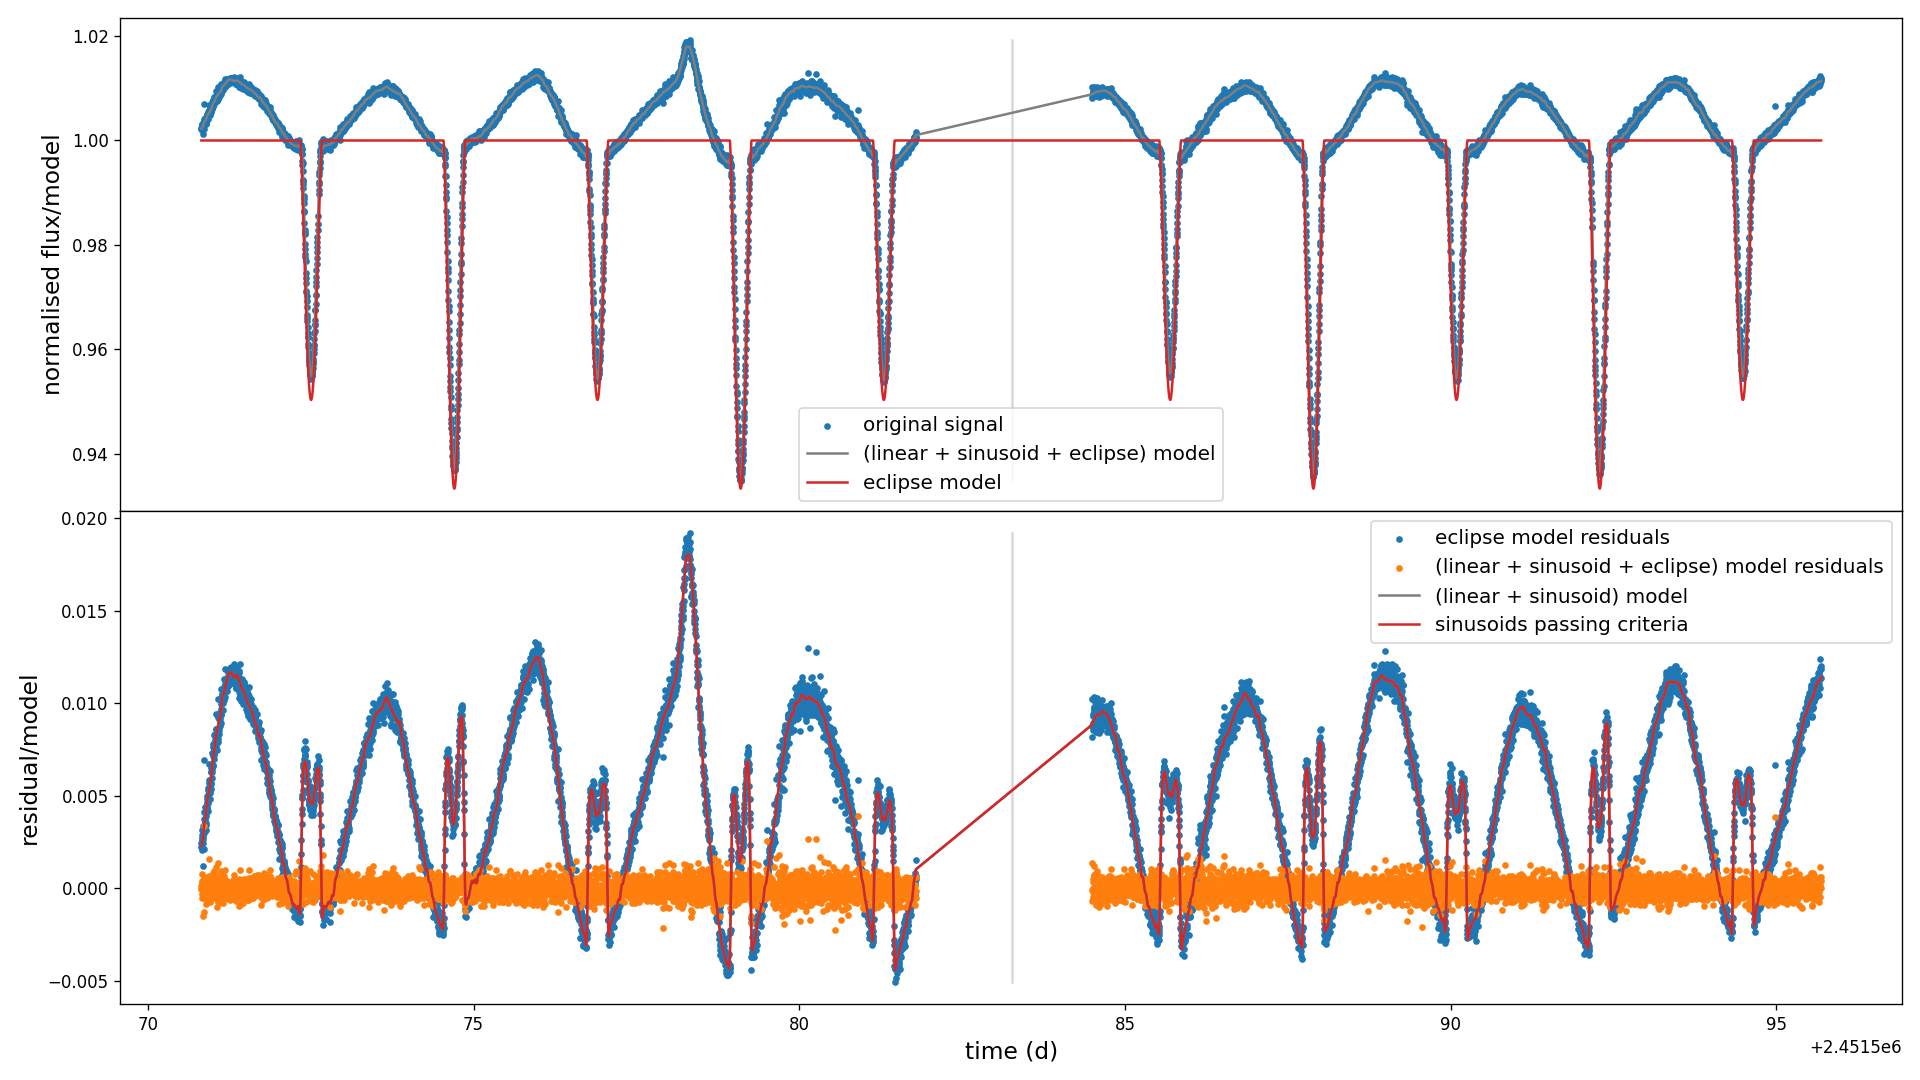 1.02
1.00
0.98
0.96
0.94
normalised flux/model
original signal
(linear + sinusoid + eclipse) model
eclipse model
0.020
0.015
0.010
0.005
0.000
−0.005
residual/model
eclipse model residuals
(linear + sinusoid + eclipse) model residuals
(linear + sinusoid) model
sinusoids passing criteria
70
75
80
85
90
95
time (d)
+2.4515e6